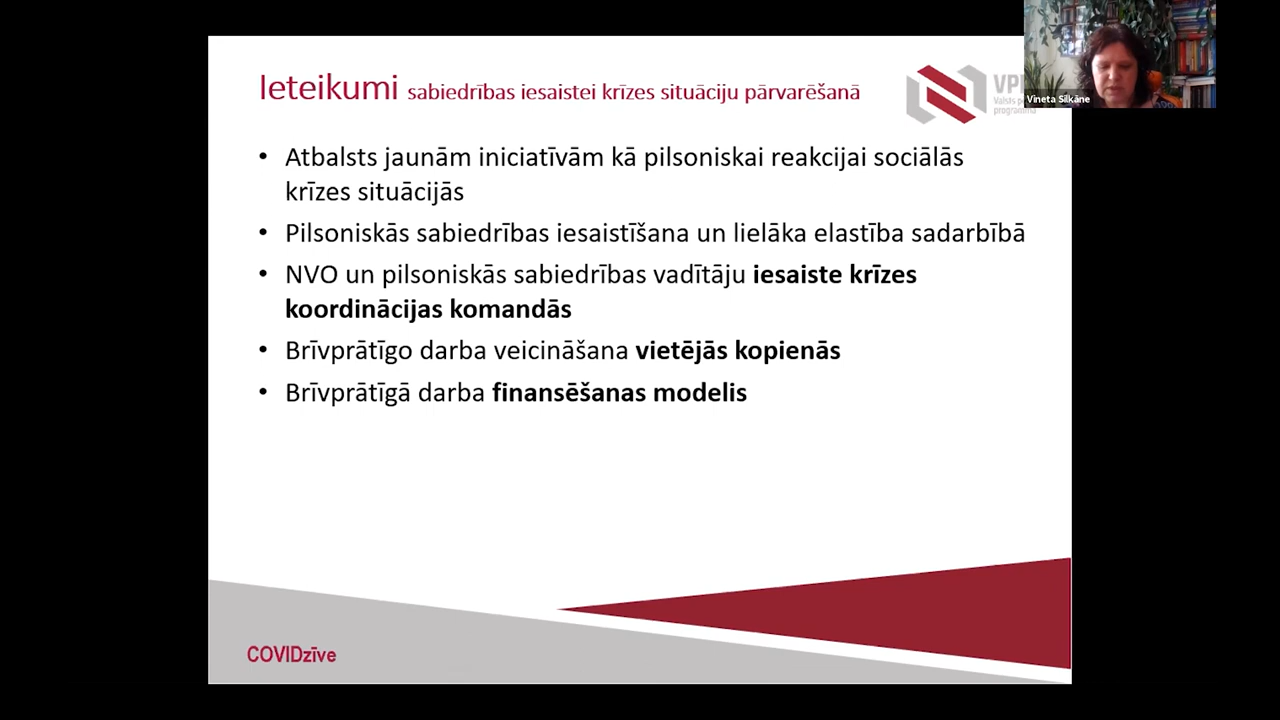 Ieteikumi sabiedrības iesaistei krīzes situāciju pārvarēšanā
VPP
Valsts
programma
Vineta Silkāne
• Atbalsts jaunām iniciatīvām kā pilsoniskai reakcijai sociālās
krīzes situācijās
• Pilsoniskās sabiedrības iesaistīšana un lielāka elastība sadarbībā
• NVO un pilsoniskās sabiedrības vadītāju iesaiste krīzes
koordinācijas komandās
• Brīvprātīgo darba veicināšana vietējās kopienās
• Brīvprātīgā darba finansēšanas modelis
COVIDzīve